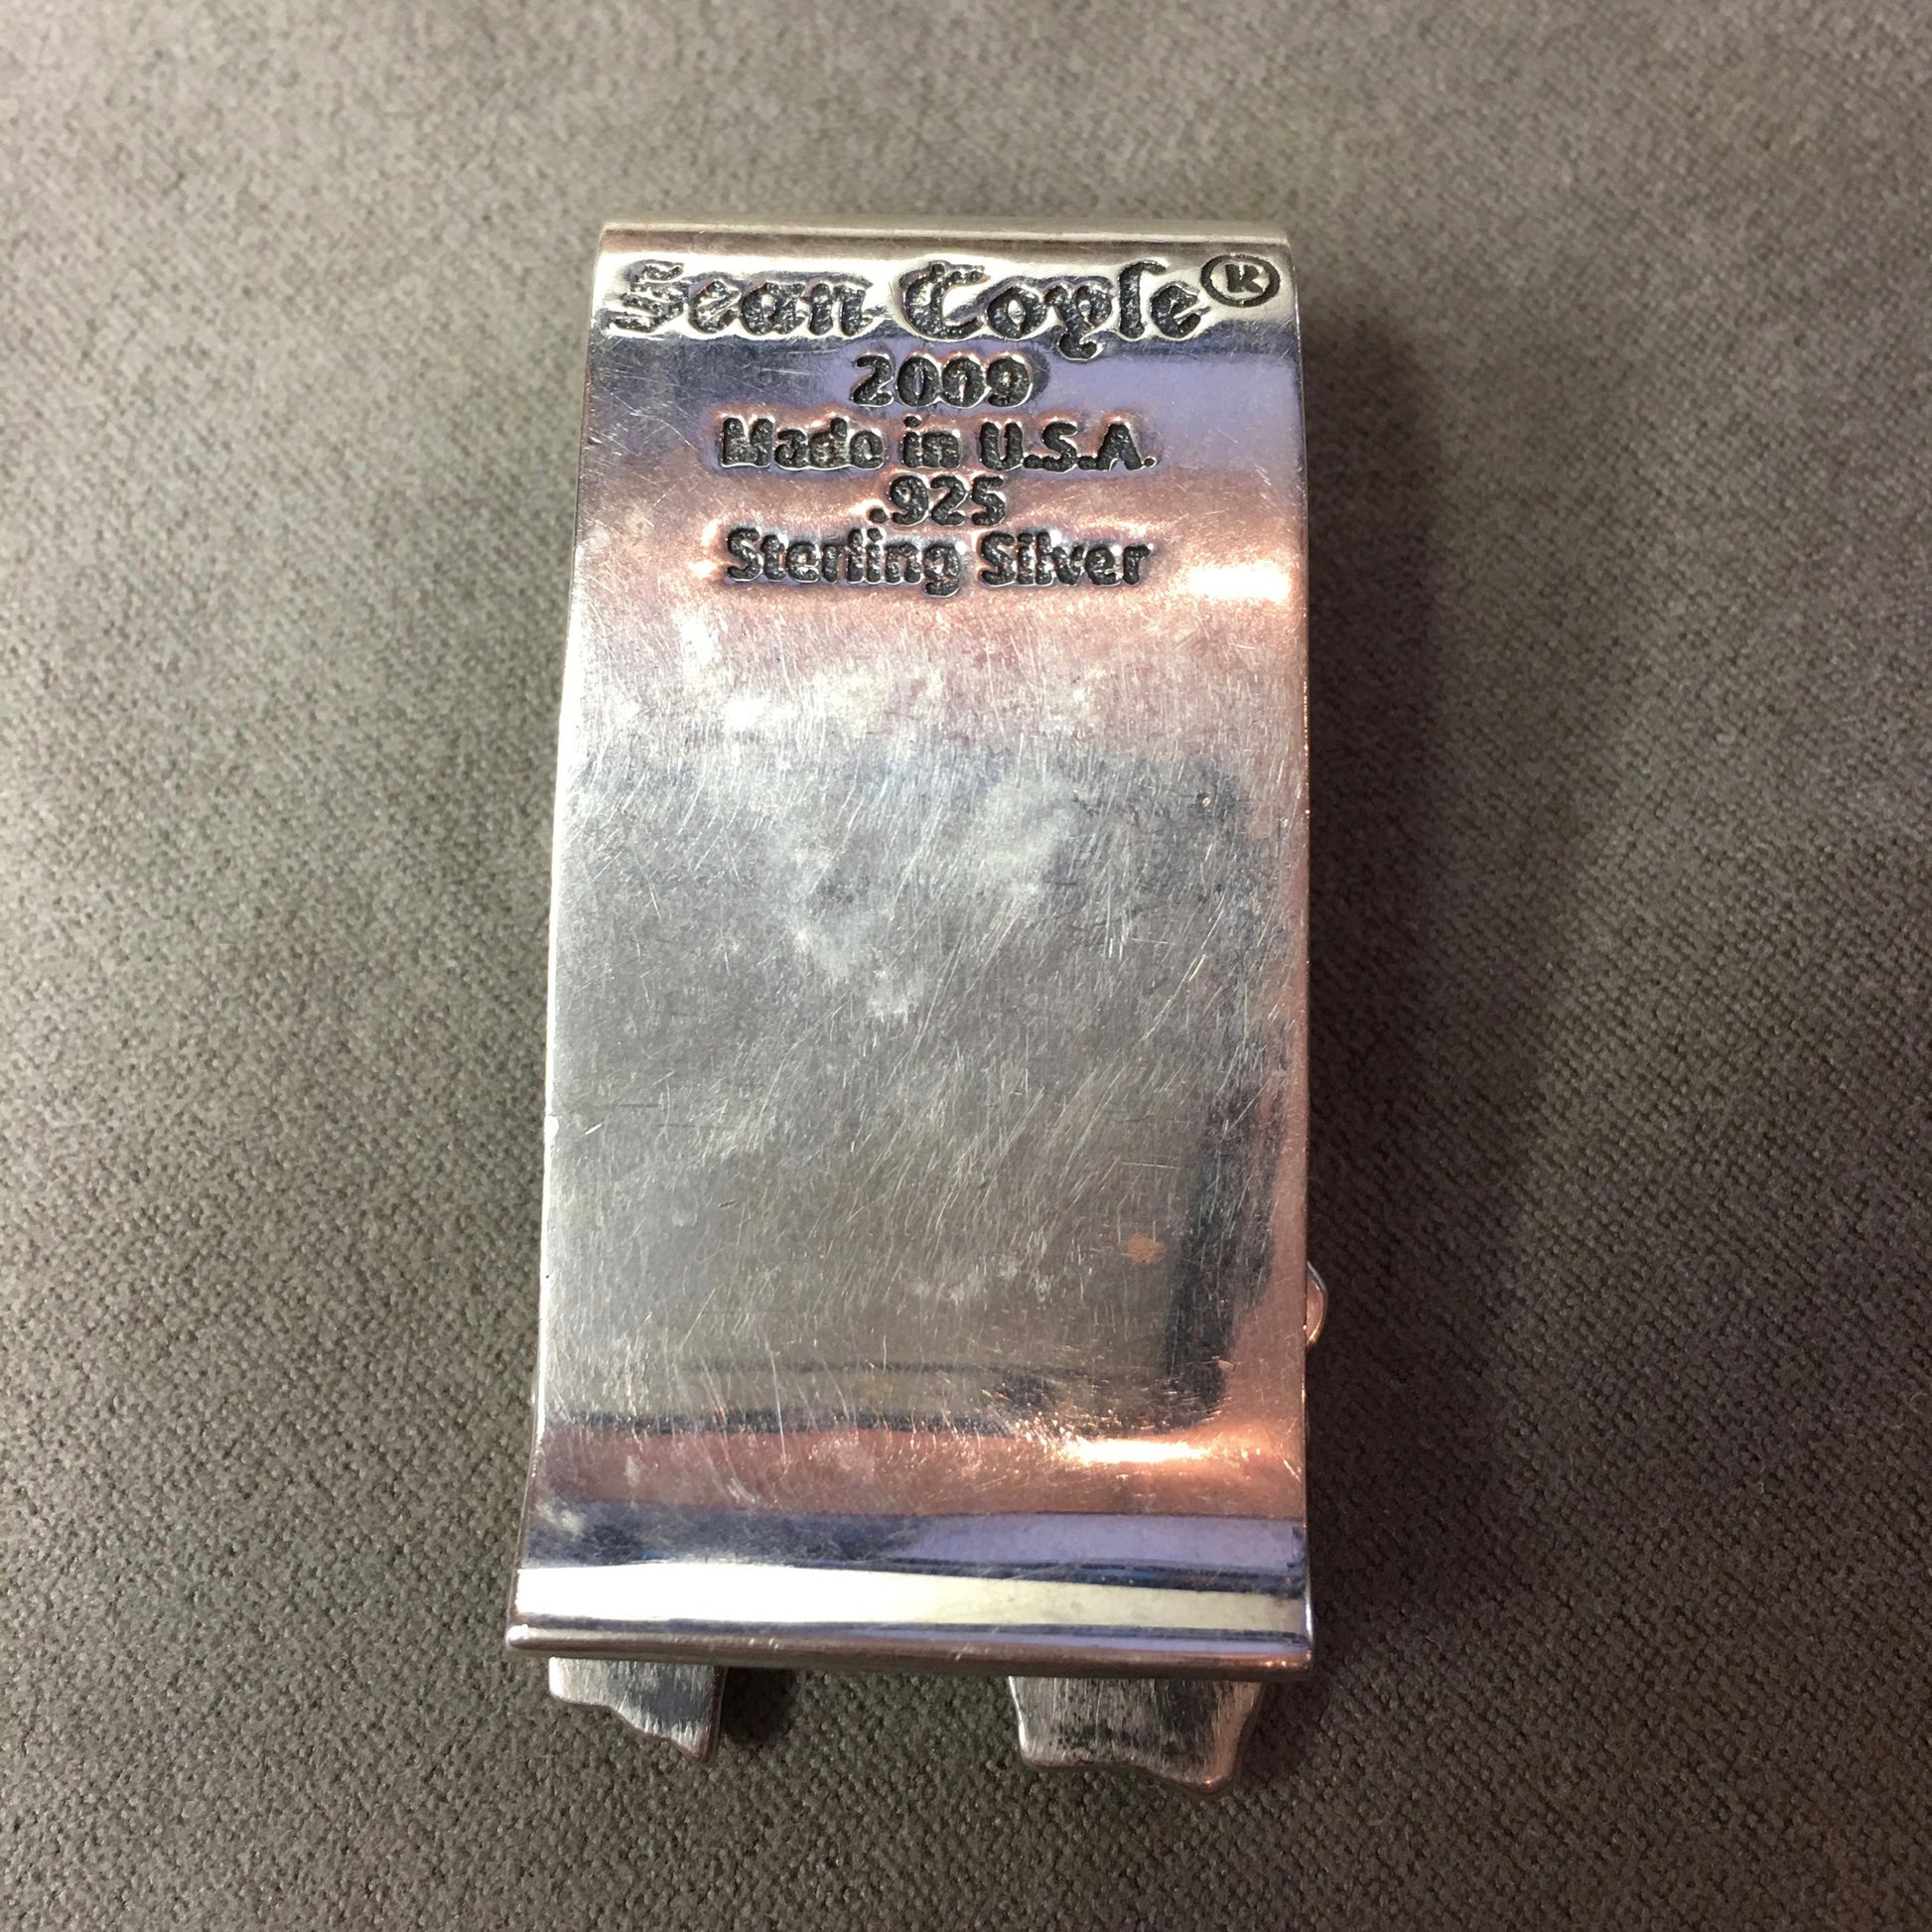 Sean Coyle®
2009
Made in U.S.A.
.925
Sterling Silver